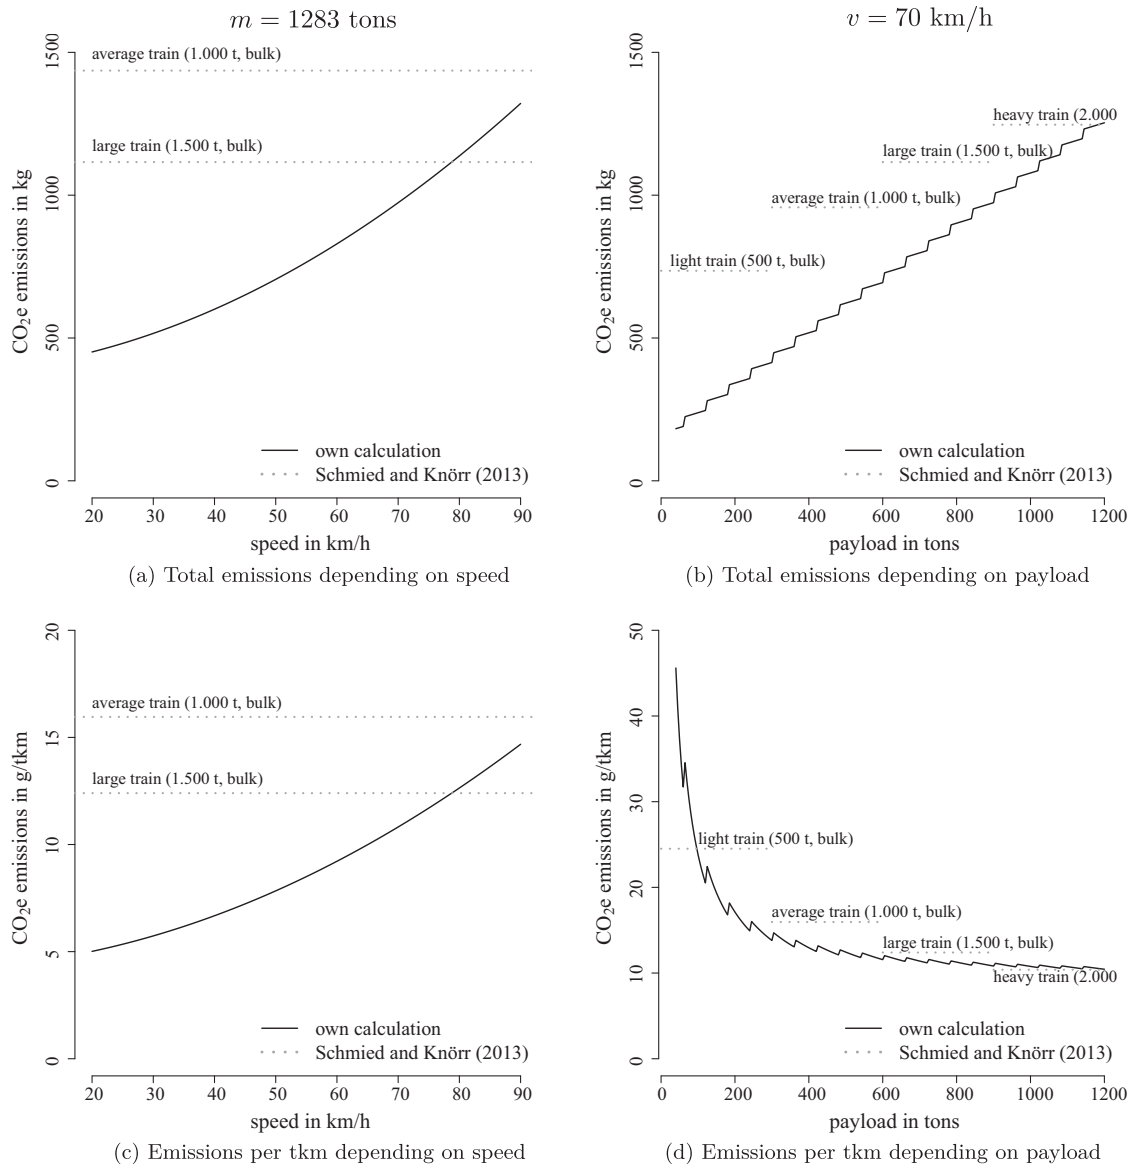 m = 1283 tons
v = 70 km/h
CO₂e emissions in kg
1500
1000
500
0
average train (1.000 t, bulk)
large train (1.500 t, bulk)
own calculation
Schmied and Knörr (2013)
20 30 40 50 60 70 80 90
speed in km/h
(a) Total emissions depending on speed
CO₂e emissions in kg
1500
1000
500
0
heavy train (2.000
large train (1.500 t, bulk)
average train (1.000 t, bulk)
light train (500 t, bulk)
own calculation
Schmied and Knörr (2013)
0 200 400 600 800 1000 1200
payload in tons
(b) Total emissions depending on payload
CO₂e emissions in g/tkm
20
15
10
5
0
average train (1.000 t, bulk)
large train (1.500 t, bulk)
own calculation
Schmied and Knörr (2013)
20 30 40 50 60 70 80 90
speed in km/h
(c) Emissions per tkm depending on speed
CO₂e emissions in g/tkm
50
40
30
20
10
0
light train (500 t, bulk)
average train (1.000 t, bulk)
large train (1.500 t, bulk)
heavy train (2.000
own calculation
Schmied and Knörr (2013)
0 200 400 600 800 1000 1200
payload in tons
(d) Emissions per tkm depending on payload